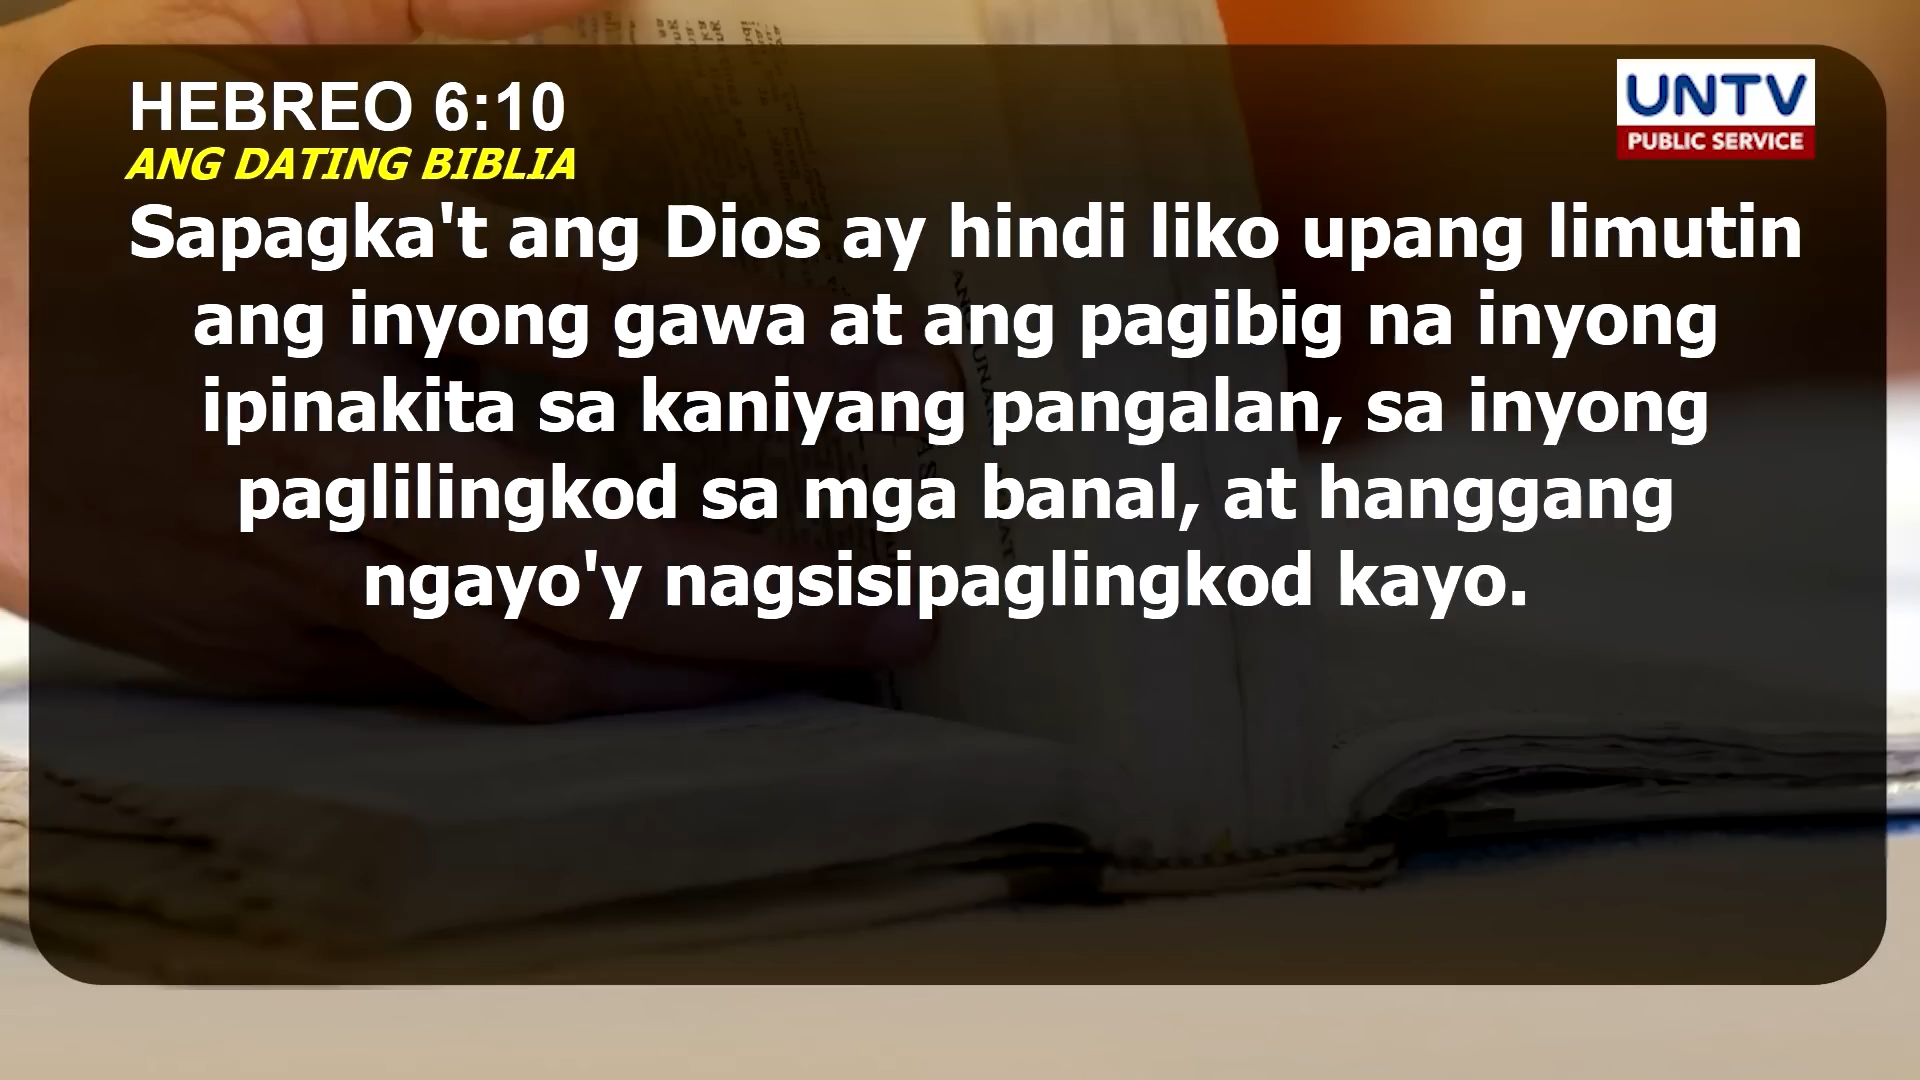 HEBREO 6:10
ANG DATING BIBLIA
UNTV
PUBLIC SERVICE
Sapagka't ang Dios ay hindi liko upang limutin
ang inyong gawa at ang pagibig na inyong
ipinakita sa kaniyang pangalan, sa inyong
paglilingkod sa mga banal, at hanggang
ngayo'y nagsisipaglingkod kayo.